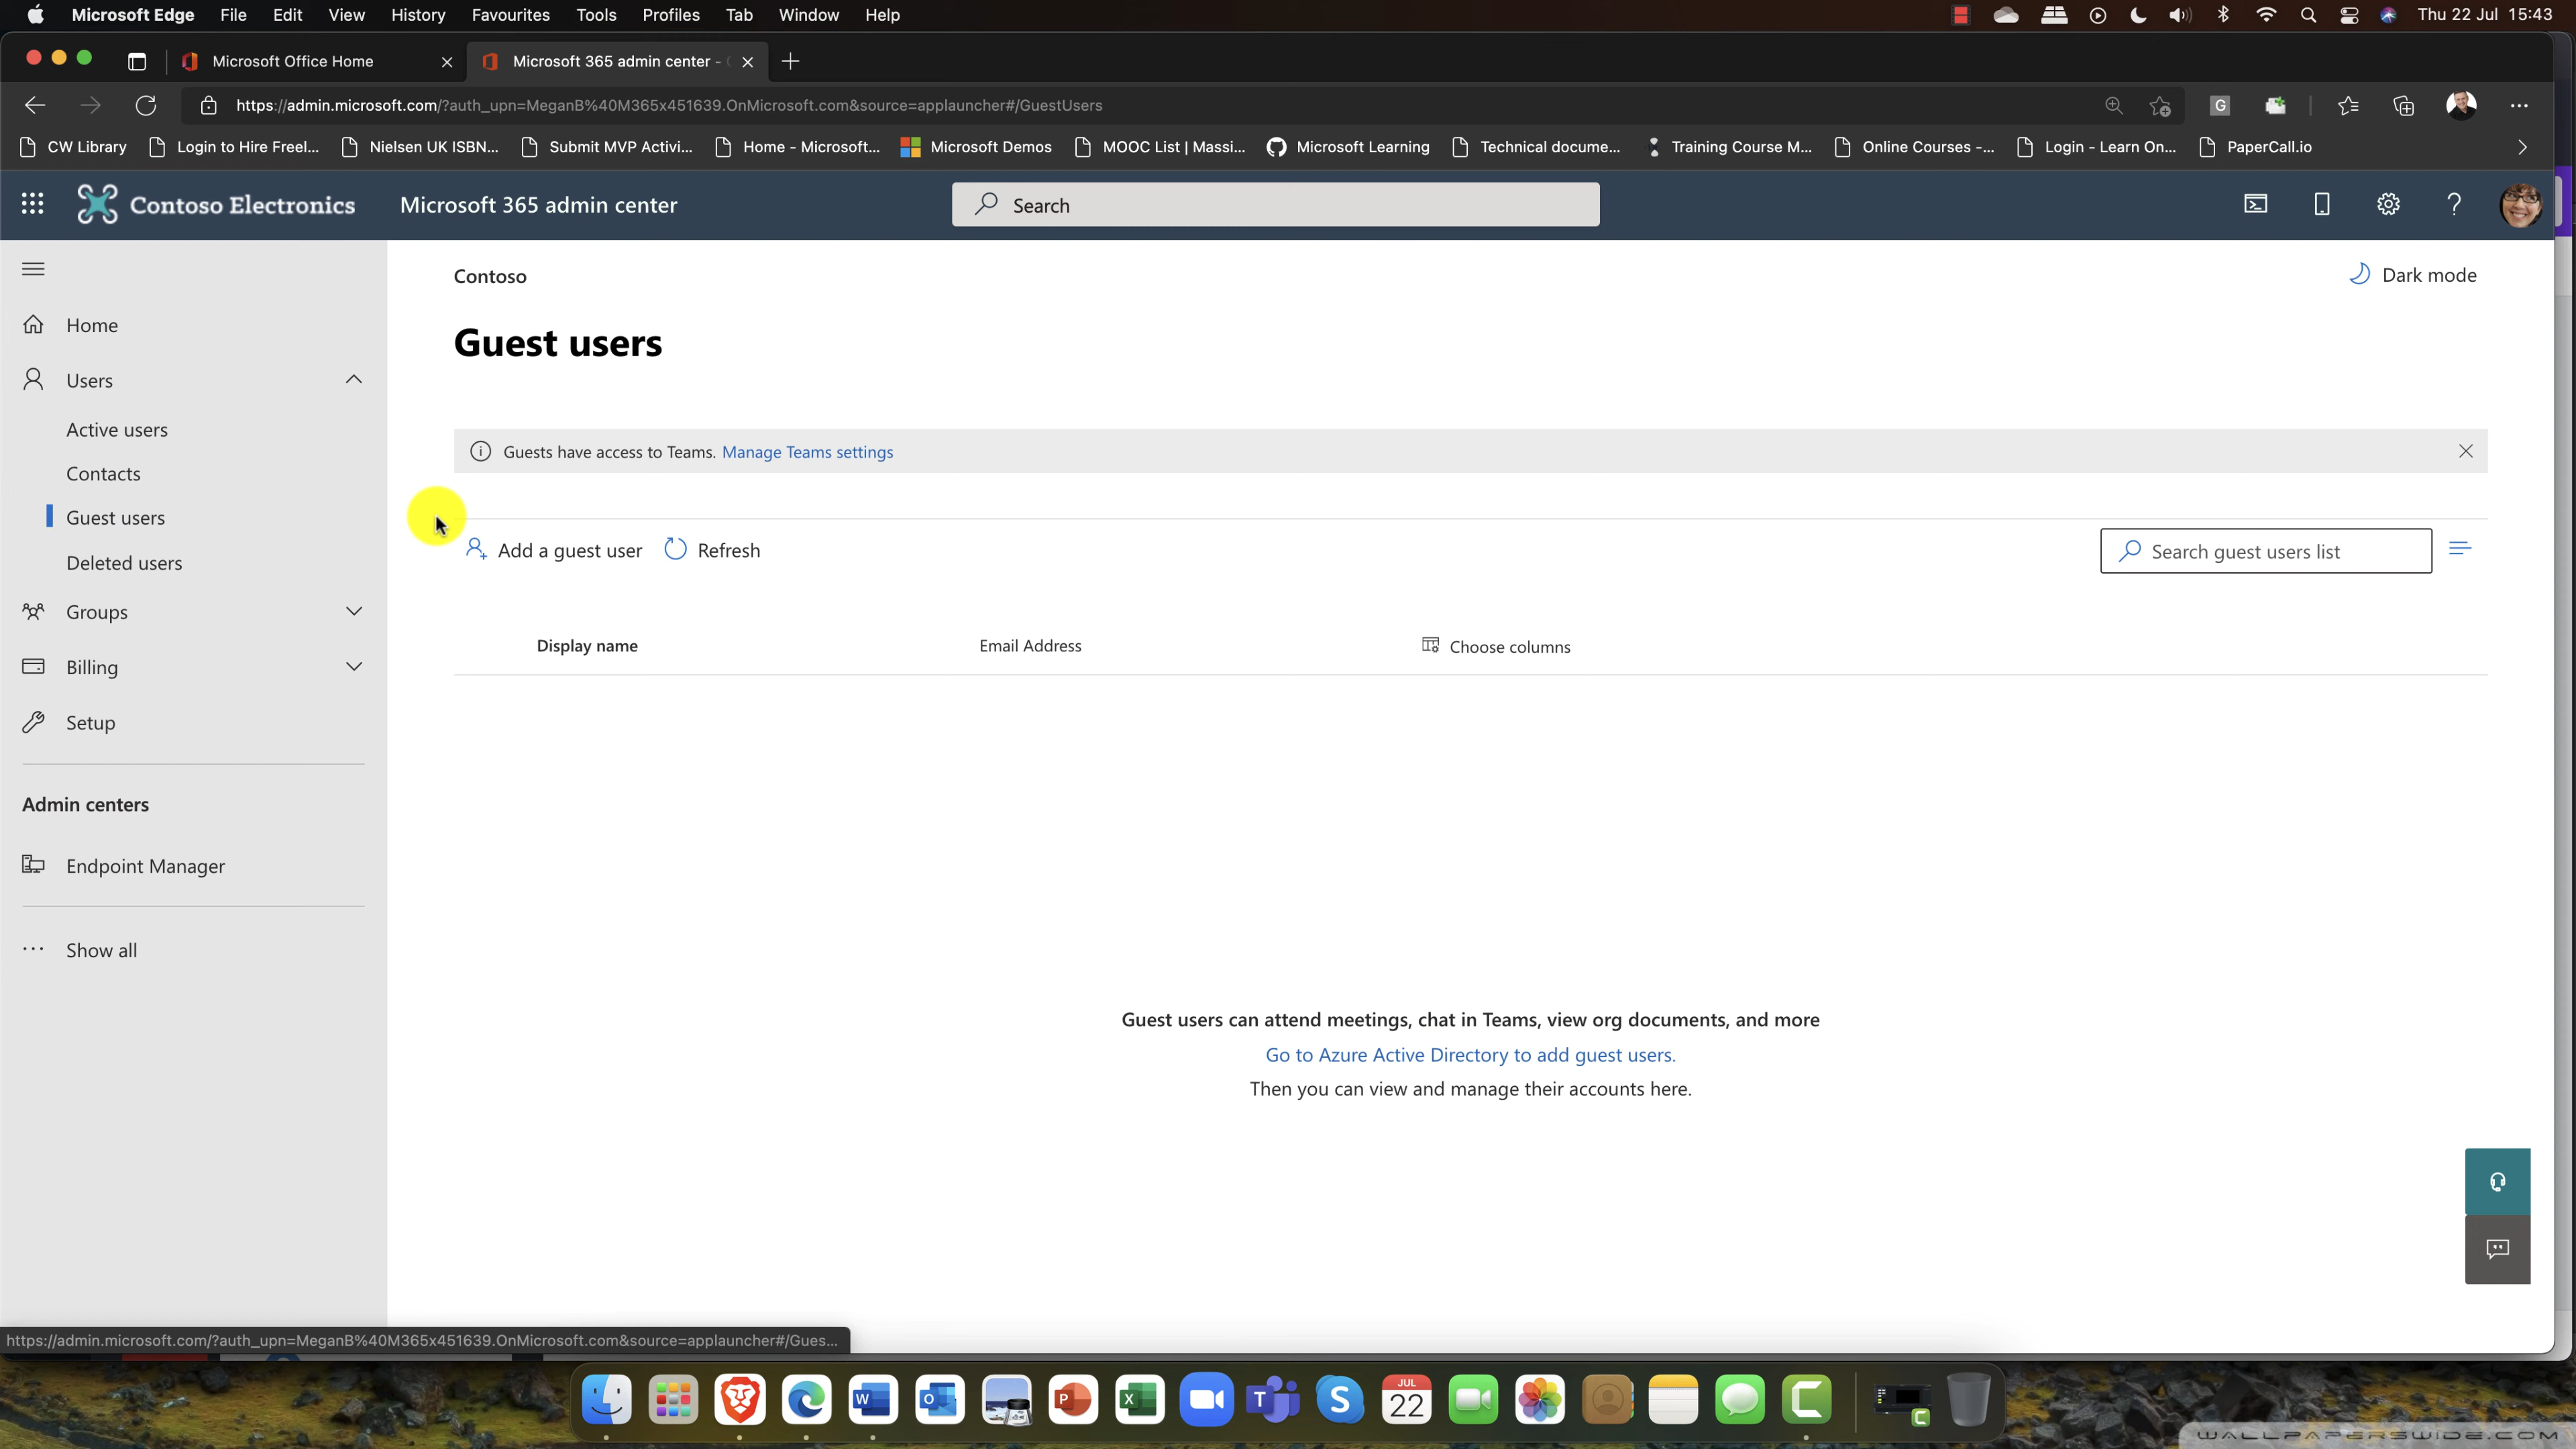 Microsoft Edge File Edit View History Favourites Tools Profiles Tab Window Help Thu 22 Jul 15:43
Microsoft Office Home Microsoft 365 admin center -
https://admin.microsoft.com/?auth_upn=MeganB%40M365x451639.OnMicrosoft.com&source=applauncher#/GuestUsers G
CW Library Login to Hire Freel... Nielsen UK ISBN... Submit MVP Activi... Home - Microsoft... Microsoft Demos MOOC List | Massi... Microsoft Learning Technical docume... Training Course M... Online Courses -... Login - Learn On... PaperCall.io
Contoso Electronics Microsoft 365 admin center Search
Contoso Dark mode
Home
Guest users
Users
Active users
Guests have access to Teams. Manage Teams settings
Contacts
Guest users
Add a guest user Refresh Search guest users list
Deleted users
Groups
Display name Email Address Choose columns
Billing
Setup
Admin centers
Endpoint Manager
Show all
Guest users can attend meetings, chat in Teams, view org documents, and more
Go to Azure Active Directory to add guest users.
Then you can view and manage their accounts here.
https://admin.microsoft.com/?auth_upn=MeganB%40M365x451639.OnMicrosoft.com&source=applauncher#/Gues...
W O P X T S JUL 22 C
WALLPAPERSWIDE.COM